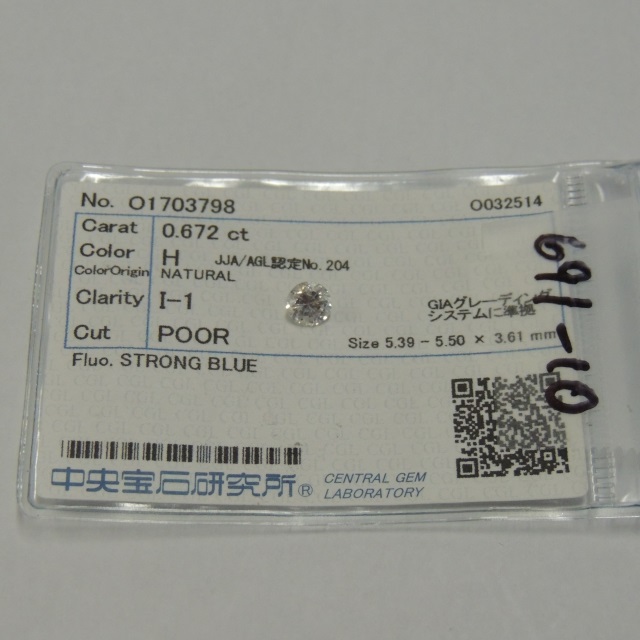 No. O1703798 O032514
Carat 0.672 ct
Color H JJA/AGL認定No.204
ColorOrigin NATURAL
Clarity I-1 GIAグレーディング
システムに準拠
Cut POOR Size 5.39 - 5.50 × 3.61 mm
Fluo. STRONG BLUE
中央宝石研究所® CENTRAL GEM
LABORATORY
691-10